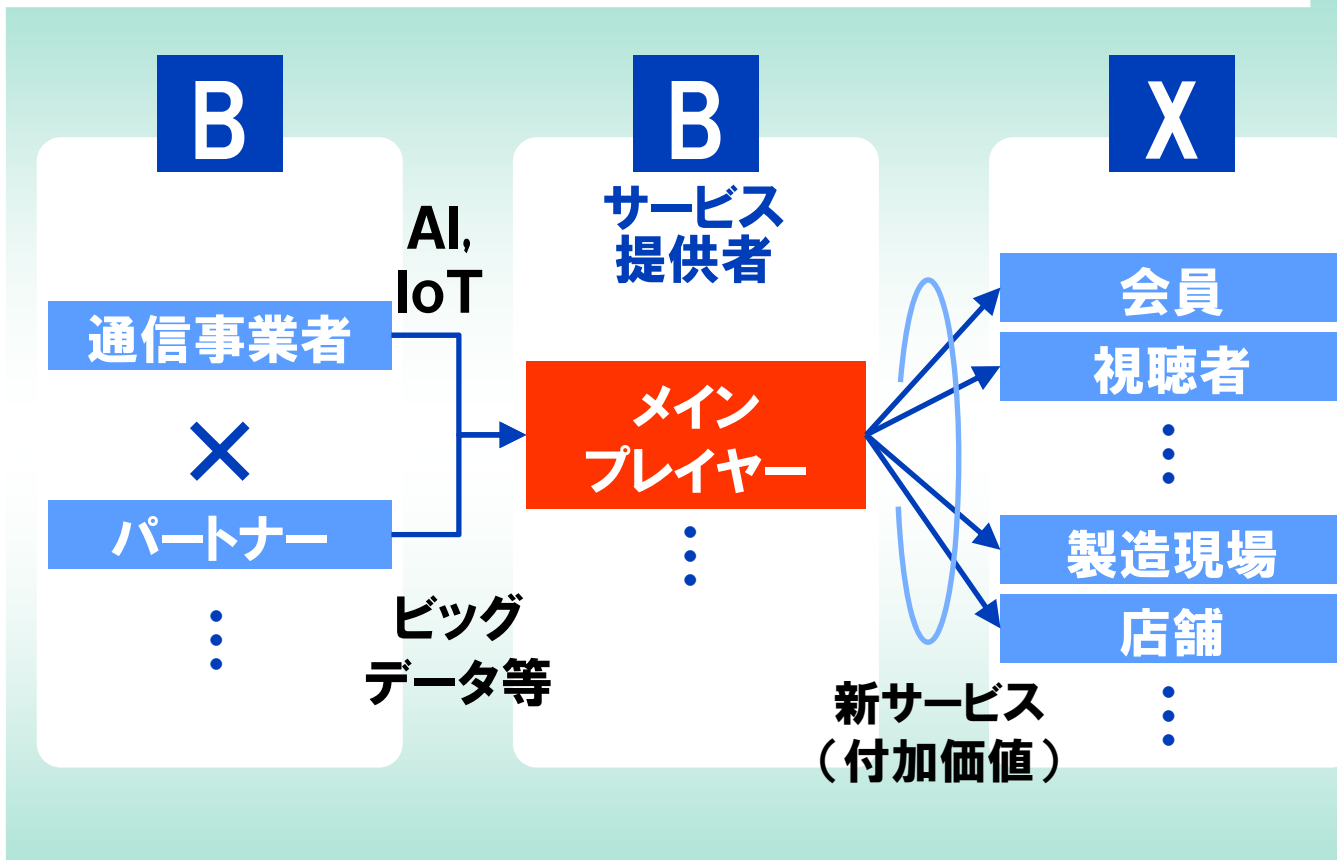 B
通信事業者
×
パートナー
AI,
IoT
ビッグ
データ等
B
サービス
提供者
メイン
プレイヤー
新サービス
（付加価値）
X
会員
視聴者
製造現場
店舗